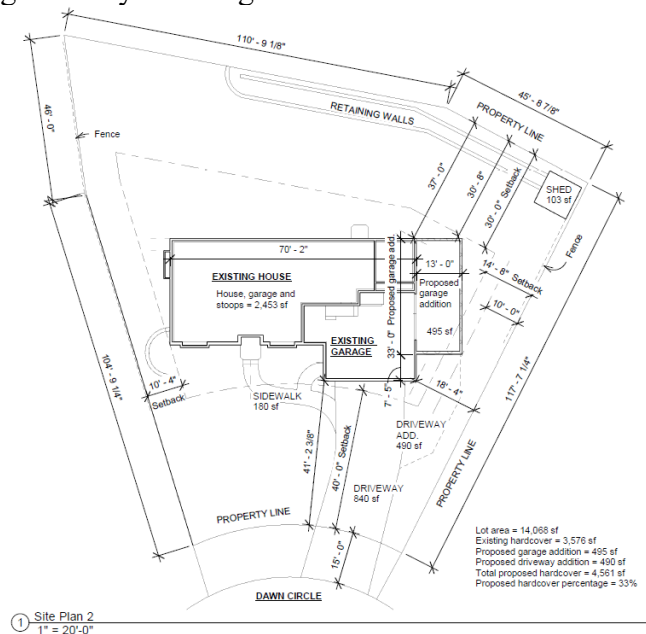 110' - 9 1/8"
45' - 8 7/8"
PROPERTY LINE
RETAINING WALLS
46' - 0"
Fence
37' - 0"
30' - 8"
30' - 0" Setback
SHED
103 sf
Fence
70' - 2"
13' - 0"
14' - 8" Setback
EXISTING HOUSE
House, garage and
stoops = 2,453 sf
Proposed
garage
addition
495 sf
33' - 0" Proposed garage add.
10' - 0"
EXISTING
GARAGE
104' - 9 1/4"
117' - 7 1/4"
10' - 4"
Setback
SIDEWALK
180 sf
7' - 5"
18' - 4"
DRIVEWAY
ADD.
490 sf
41' - 2 3/8"
40' - 0" Setback
DRIVEWAY
840 sf
PROPERTY LINE
PROPERTY LINE
15' - 0"
DAWN CIRCLE
Lot area = 14,068 sf
Existing hardcover = 3,576 sf
Proposed garage addition = 495 sf
Proposed driveway addition = 490 sf
Total proposed hardcover = 4,561 sf
Proposed hardcover percentage = 33%
1 Site Plan 2
1" = 20'-0"